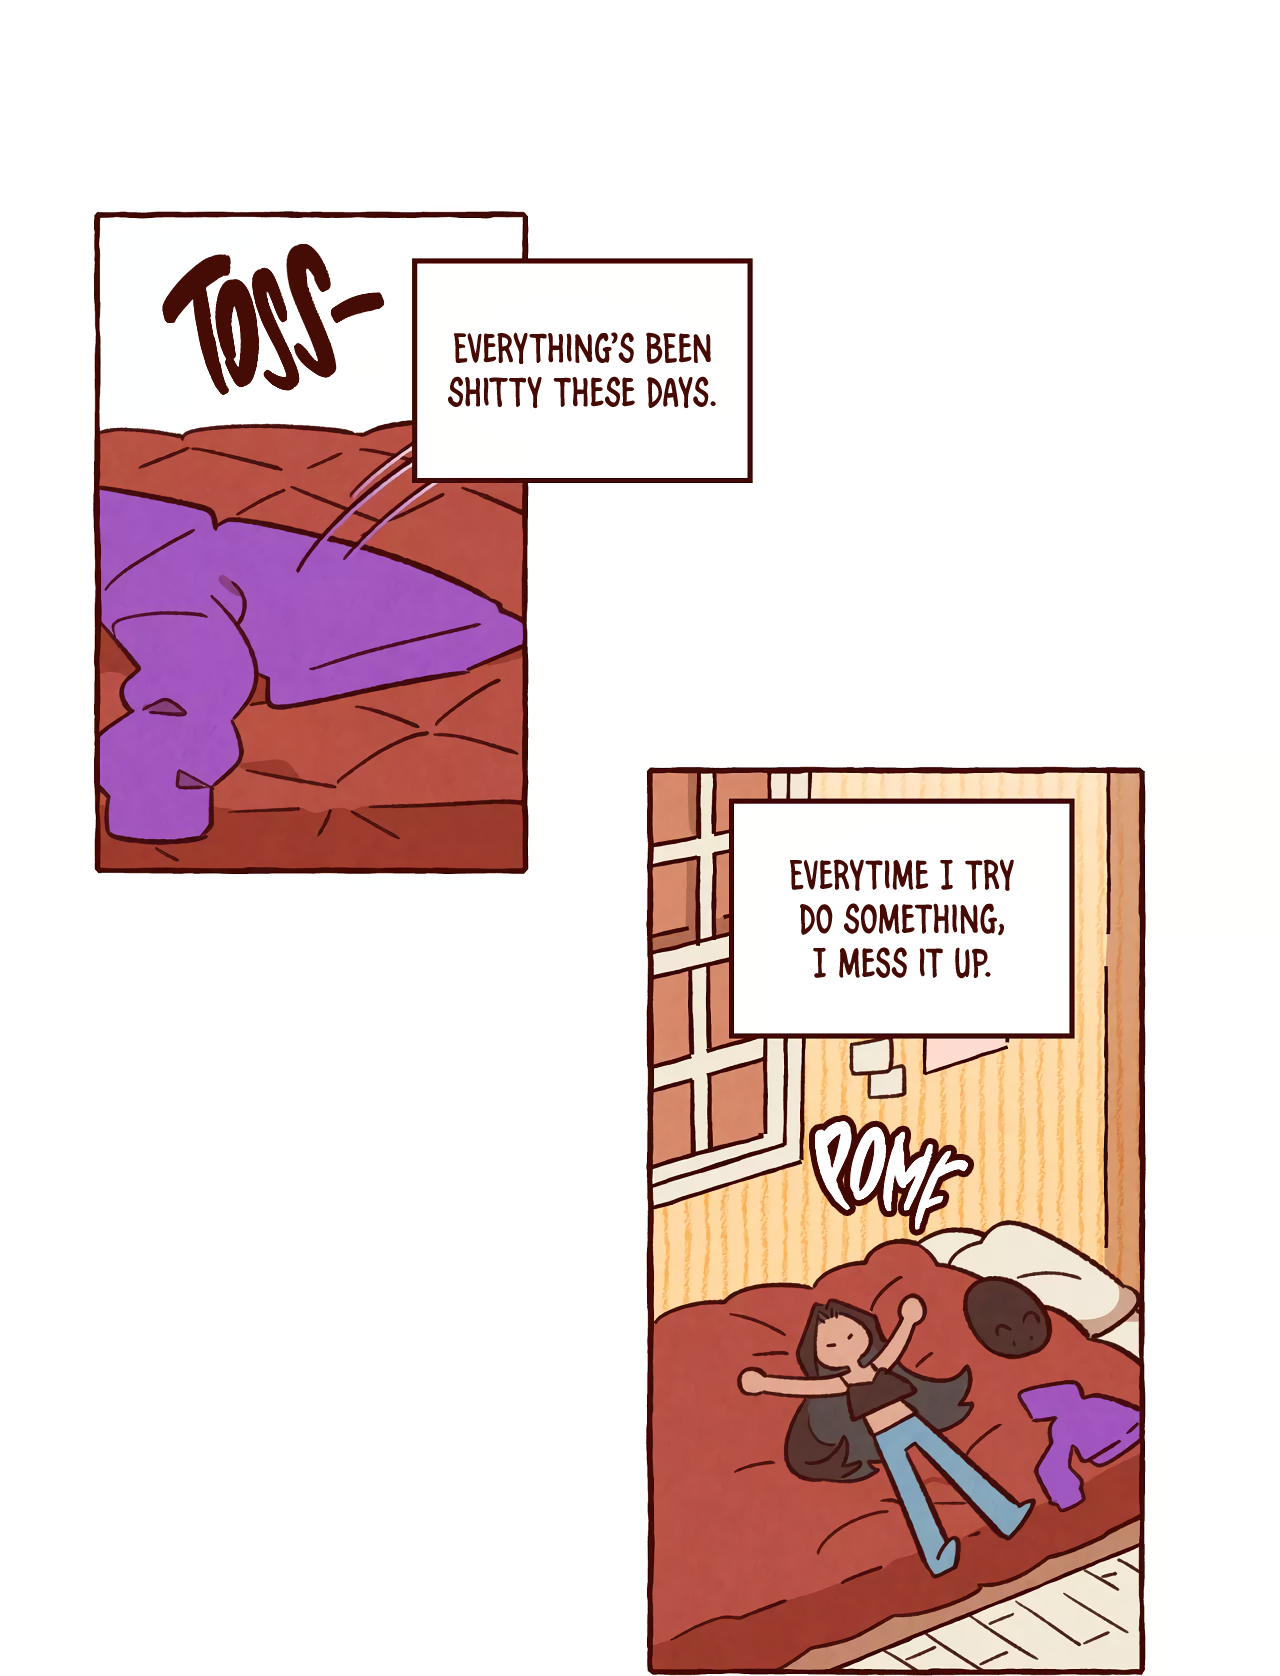 TOSS-
EVERYTHING'S BEEN
SHITTY THESE DAYS.
EVERYTIME I TRY
DO SOMETHING,
I MESS IT UP.
POMF